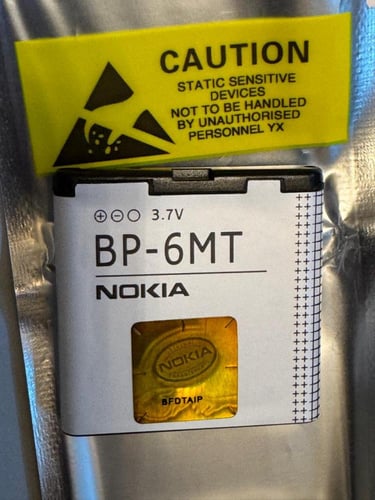 CAUTION
STATIC SENSITIVE
DEVICES
NOT TO BE HANDLED
BY UNAUTHORISED
PERSONNEL YX
3.7V
BP-6MT
NOKIA
NOKIA
BFDTAIP